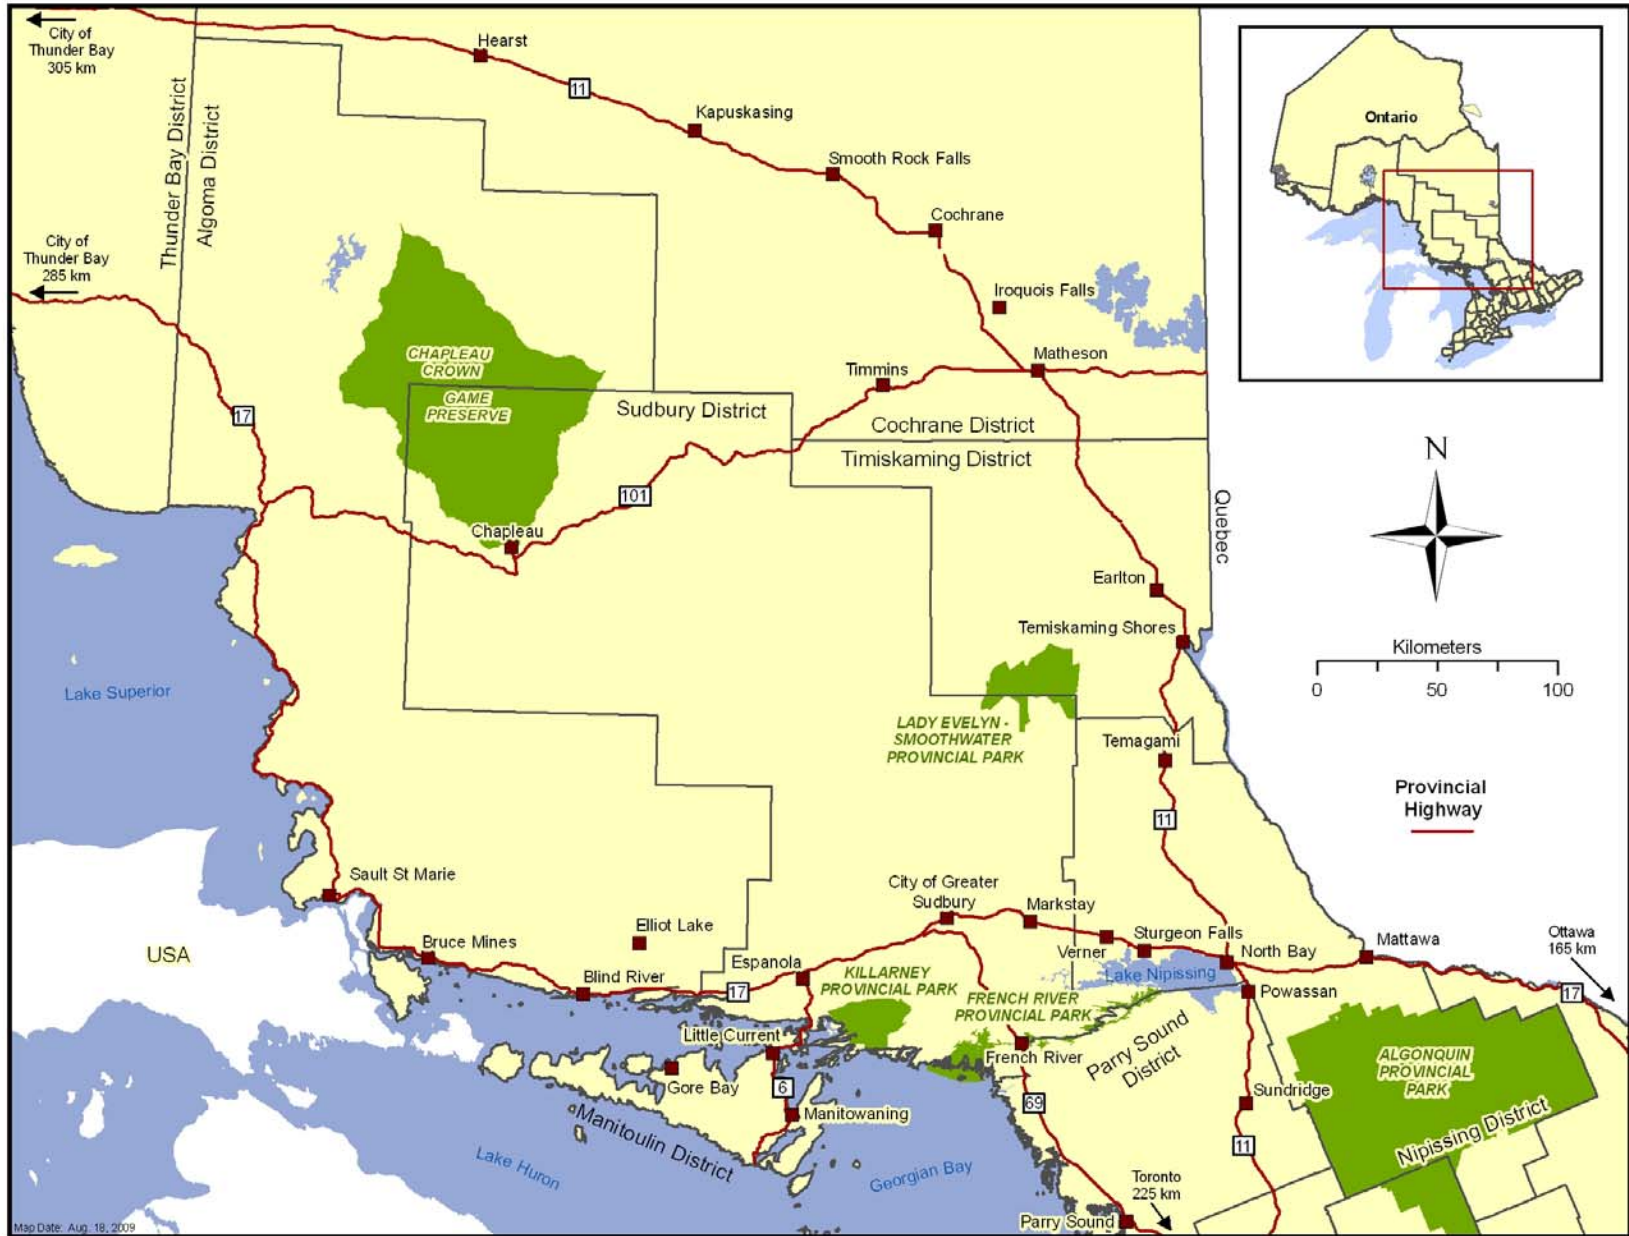 City of
Thunder Bay
305 km
Hearst
11
Kapuskasing
Smooth Rock Falls
Cochrane
Iroquois Falls
Ontario
Thunder Bay District
Algoma District
City of
Thunder Bay
285 km
CHAPLEAU
CROWN
GAME
PRESERVE
Timmins
Matheson
17
Sudbury District
Cochrane District
Timiskaming District
101
Chapleau
Quebec
N
Earlton
Temiskaming Shores
Kilometers
0 50 100
Lake Superior
LADY EVELYN -
SMOOTHWATER
PROVINCIAL PARK
Temagami
11
Provincial
Highway
Sault St Marie
City of Greater
Sudbury
Markstay
Elliot Lake
Bruce Mines
Verner
Sturgeon Falls
North Bay
Mattawa
Ottawa
165 km
USA
Blind River
17
Espanola
KILLARNEY
PROVINCIAL PARK
Lake Nipissing
FRENCH RIVER
PROVINCIAL PARK
Powassan
17
Little Current
French River
Parry Sound
District
ALGONQUIN
PROVINCIAL
PARK
Gore Bay
6
69
Sundridge
Manitowaning
Manitoulin District
11
Nipissing District
Lake Huron
Georgian Bay
Toronto
225 km
Parry Sound
Map Date: Aug. 18, 2009